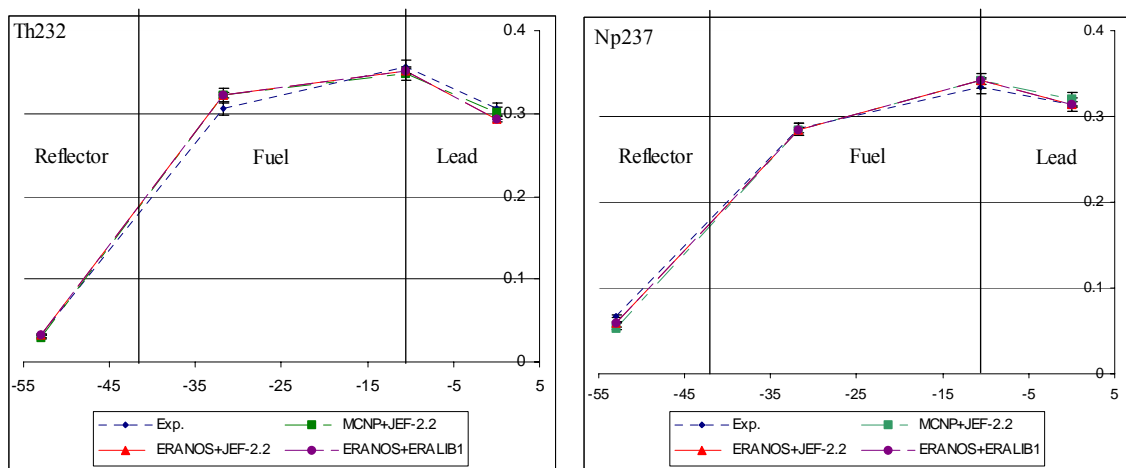 Th232
0.4
0.3
Reflector Fuel Lead
0.2
0.1
0
-55 -45 -35 -25 -15 -5 5
Exp. MCNP+JEF-2.2
ERANOS+JEF-2.2 ERANOS+ERALIB1
Np237
0.4
0.3
Reflector Fuel Lead
0.2
0.1
0
-55 -45 -35 -25 -15 -5 5
Exp. MCNP+JEF-2.2
ERANOS+JEF-2.2 ERANOS+ERALIB1